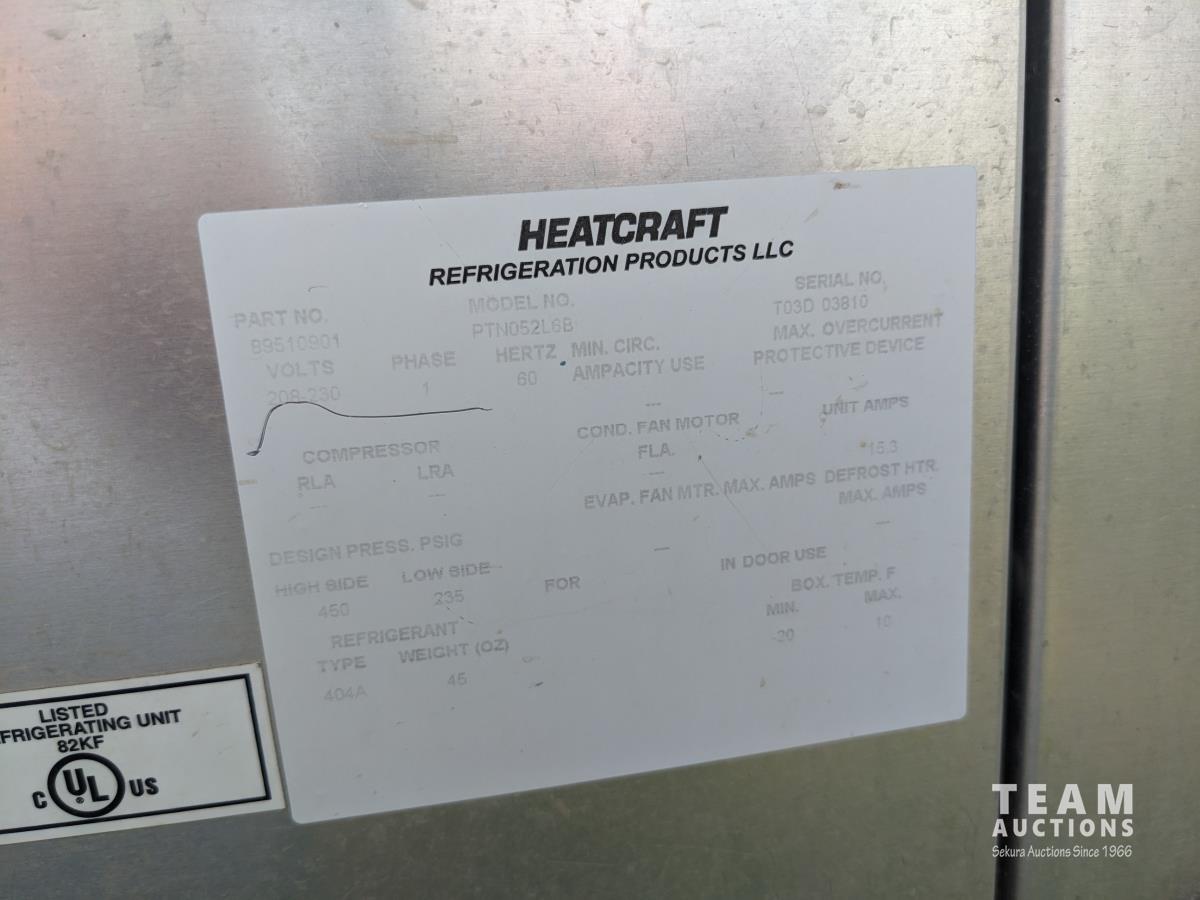 HEATCRAFT
REFRIGERATION PRODUCTS LLC
PART NO. MODEL NO. SERIAL NO.
B9510901 PTN052L6B T03D 03810
VOLTS PHASE HERTZ MIN. CIRC. AMPACITY USE MAX. OVERCURRENT PROTECTIVE DEVICE
208-230 1 60 --- ---
COMPRESSOR COND. FAN MOTOR UNIT AMPS
RLA LRA FLA. 15.3
--- --- ---
EVAP. FAN MTR. MAX. AMPS DEFROST HTR. MAX. AMPS
--- ---
DESIGN PRESS. PSIG
HIGH SIDE LOW SIDE FOR IN DOOR USE
450 235 BOX. TEMP. F
REFRIGERANT MIN. MAX.
TYPE WEIGHT (OZ) -20 10
404A 45
LISTED
FRIGERATING UNIT
82KF
C UL ® US
TEAM
AUCTIONS
Sekura Auctions Since 1966